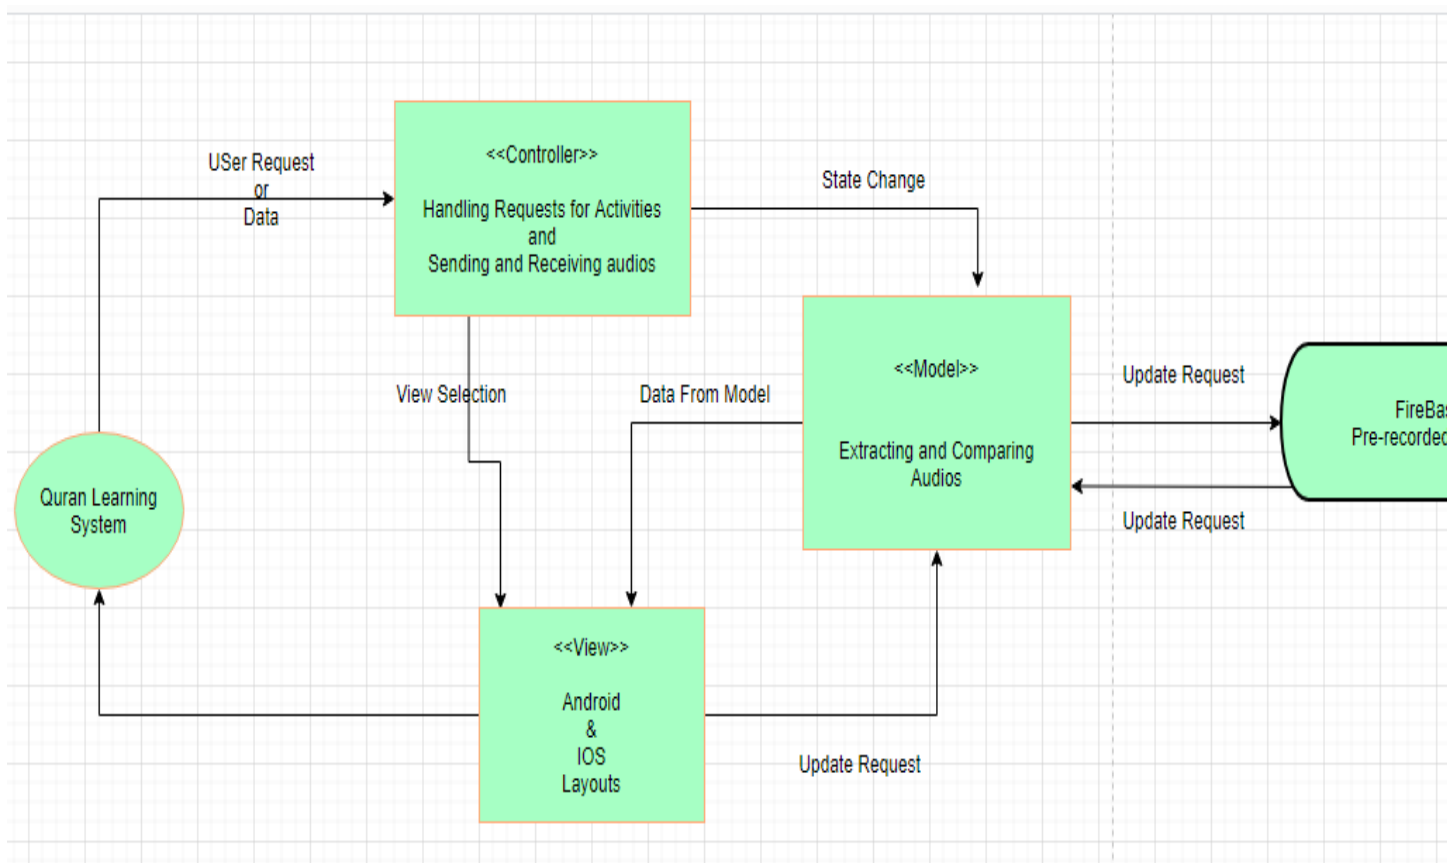 USer Request
or
Data
<<Controller>>
Handling Requests for Activities
and
Sending and Receiving audios
State Change
View Selection
Data From Model
<<Model>>
Extracting and Comparing
Audios
Update Request
Update Request
Pre-recorded
Quran Learning
System
<<View>>
Android
&
IOS
Layouts
Update Request